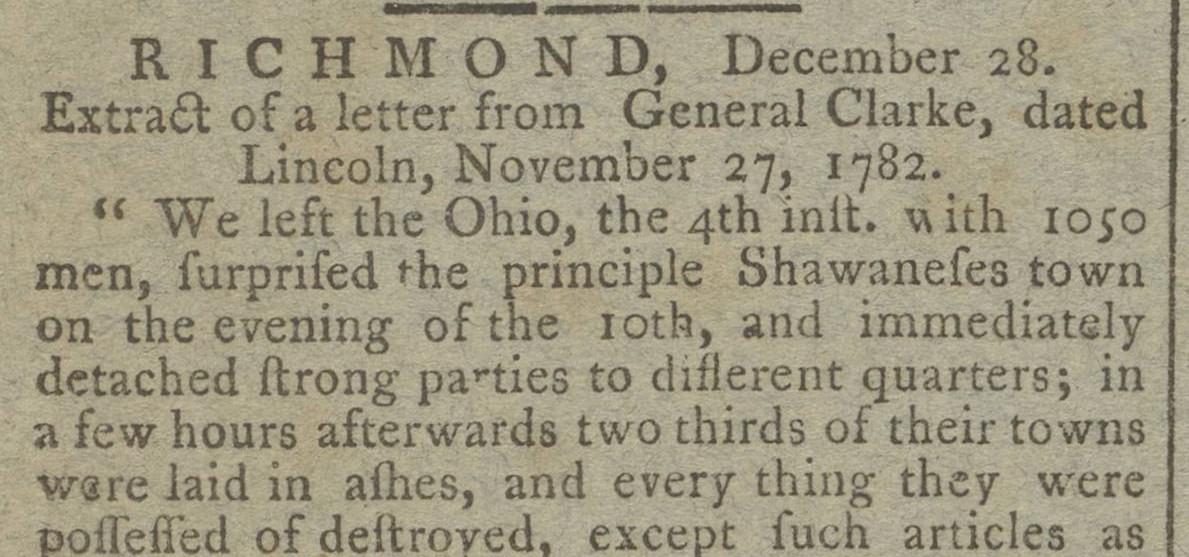 RICHMOND, December 28.
Extract of a letter from General Clarke, dated
Lincoln, November 27, 1782.
“ We left the Ohio, the 4th inſt. with 1050
men, ſurpriſed the principle Shawaneſes town
on the evening of the 10th, and immediately
detached ſtrong parties to different quarters; in
a few hours afterwards two thirds of their towns
were laid in aſhes, and every thing they were
poſſeſſed of deſtroyed, except ſuch articles as